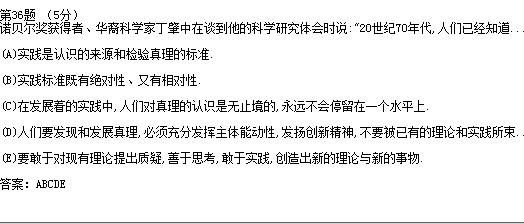 第36题 （5分）
诺贝尔奖获得者、华裔科学家丁肇中在谈到他的科学研究体会时说:“20世纪70年代,人们已经知道...
(A)实践是认识的来源和检验真理的标准.
(B)实践标准既有绝对性、又有相对性.
(C)在发展着的实践中,人们对真理的认识是无止境的,永远不会停留在一个水平上.
(D)人们要发现和发展真理,必须充分发挥主体能动性,发扬创新精神,不要被已有的理论和实践所束..
(E)要敢于对现有理论提出质疑,善于思考,敢于实践,创造出新的理论与新的事物.
答案: ABCDE